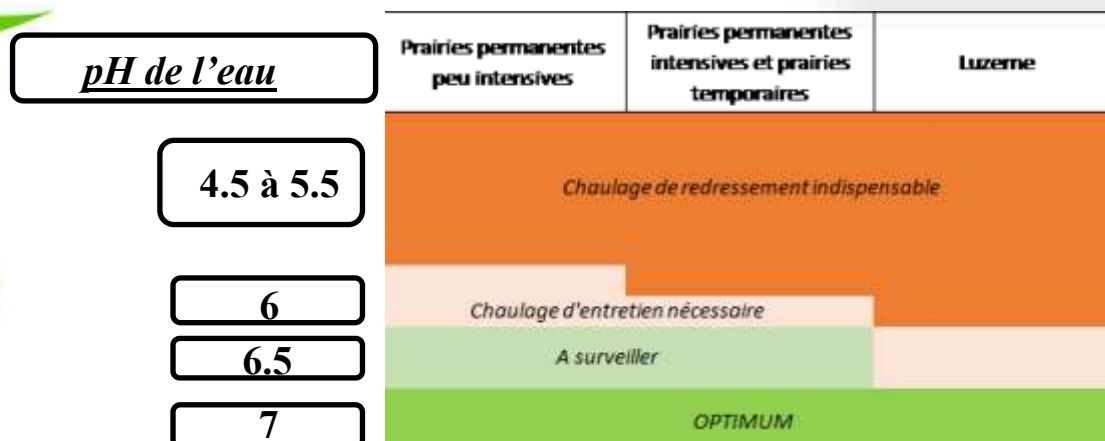 pH de l'eau
Prairies permanentes
peu intensives
Prairies permanentes
intensives et prairies
temporaires
Luzerne
4.5 à 5.5
Chaulage de redressement indispensable
6
Chaulage d'entretien nécessaire
6.5
A surveiller
7
OPTIMUM